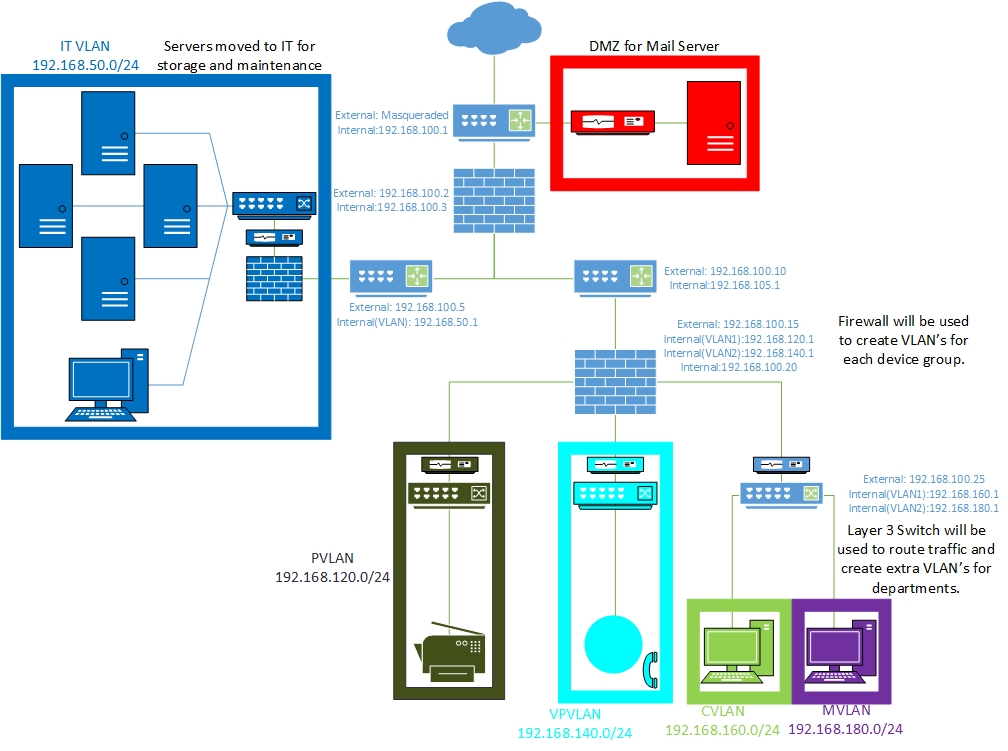 IT VLAN
192.168.50.0/24
Servers moved to IT for
storage and maintenance
DMZ for Mail Server
External: Masqueraded
Internal:192.168.100.1
External: 192.168.100.2
Internal:192.168.100.3
External: 192.168.100.5
Internal(VLAN): 192.168.50.1
External: 192.168.100.10
Internal:192.168.105.1
External: 192.168.100.15
Internal(VLAN1):192.168.120.1
Internal(VLAN2):192.168.140.1
Internal:192.168.100.20
Firewall will be used
to create VLAN's for
each device group.
External: 192.168.100.25
Internal(VLAN1):192.168.160.1
Internal(VLAN2):192.168.180.1
Layer 3 Switch will be
used to route traffic and
create extra VLAN's for
departments.
PVLAN
192.168.120.0/24
VPVLAN
192.168.140.0/24
CVLAN
192.168.160.0/24
MVLAN
192.168.180.0/24